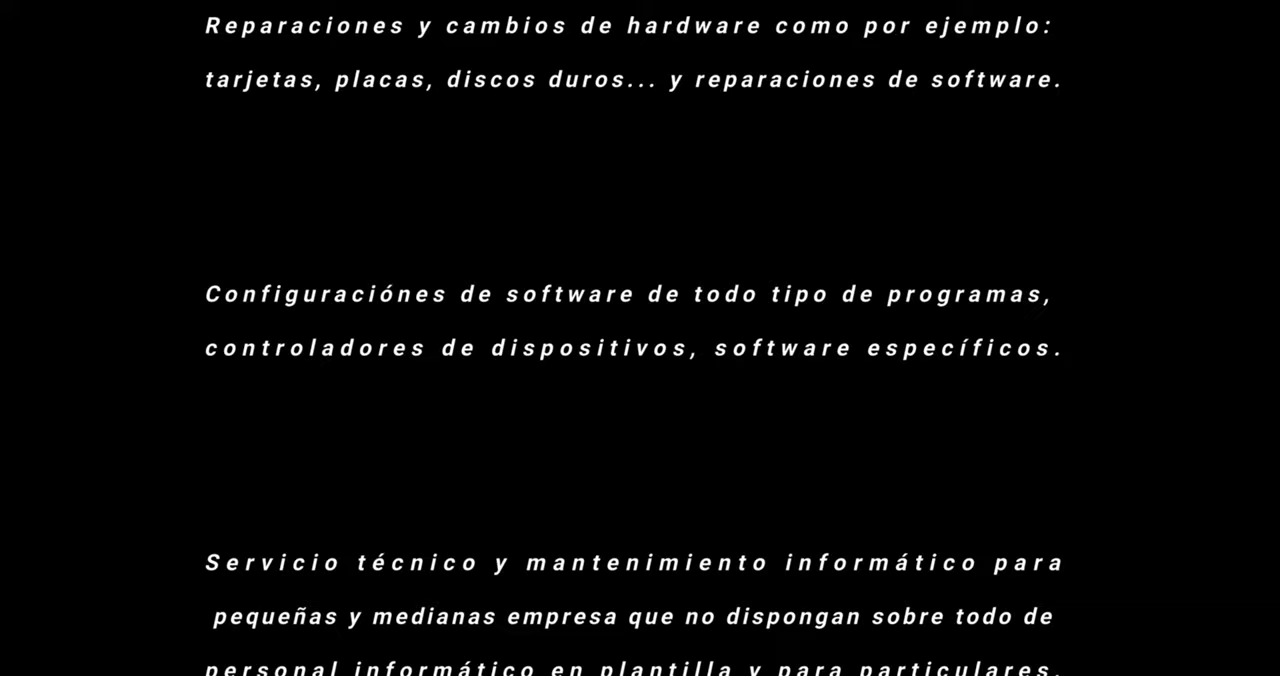 Reparaciones y cambios de hardware como por ejemplo:
tarjetas, placas, discos duros... y reparaciones de software.
Configuraciónes de software de todo tipo de programas,
controladores de dispositivos, software específicos.
Servicio técnico y mantenimiento informático para
pequeñas y medianas empresa que no dispongan sobre todo de
personal informático en plantilla y para particulares.